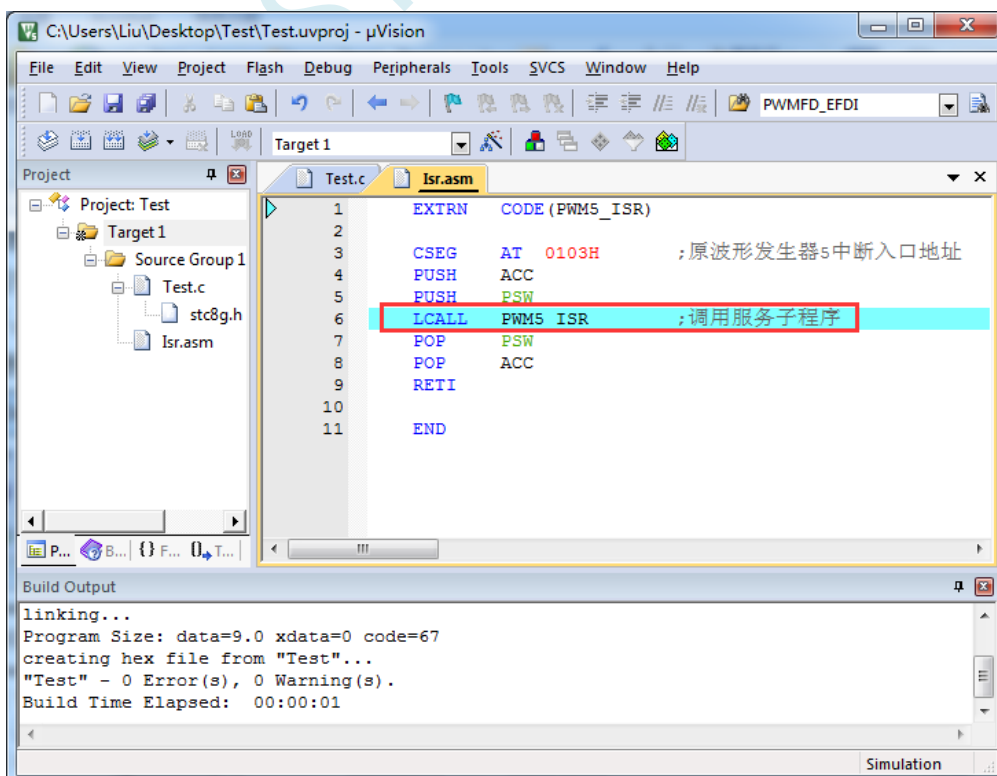 C:\Users\Liu\Desktop\Test\Test.uvproj - µVision
File Edit View Project Flash Debug Peripherals Tools SVCS Window Help
PWMFD_EFDI
LOAD Target 1
Project
Test.c Isr.asm
Project: Test
Target 1
Source Group 1
Test.c
stc8g.h
Isr.asm
1 EXTRN CODE(PWM5_ISR)
2
3 CSEG AT 0103H ;原波形发生器5中断入口地址
4 PUSH ACC
5 PUSH PSW
6 LCALL PWM5_ISR ;调用服务子程序
7 POP PSW
8 POP ACC
9 RETI
10
11 END
P... B... {} F... 0 T...
Build Output
linking...
Program Size: data=9.0 xdata=0 code=67
creating hex file from "Test"...
"Test" - 0 Error(s), 0 Warning(s).
Build Time Elapsed: 00:00:01
Simulation